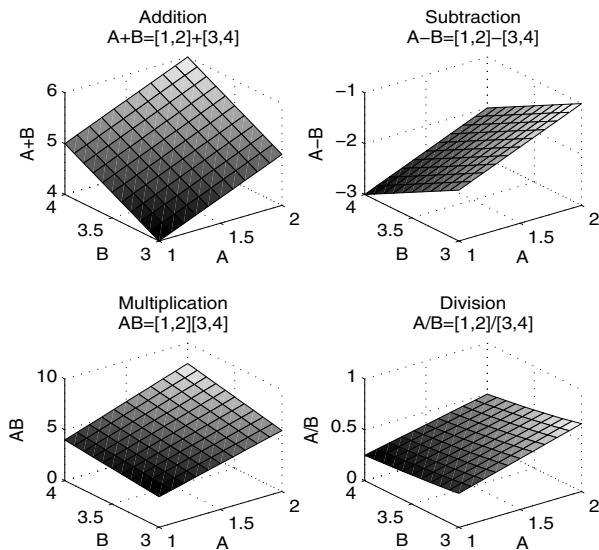 Addition
A+B=[1,2]+[3,4]
6
5
4
A+B
4
3.5
3
B
1
1.5
2
A
Subtraction
A−B=[1,2]−[3,4]
−1
−2
−3
A−B
4
3.5
3
B
1
1.5
2
A
Multiplication
AB=[1,2][3,4]
10
5
0
AB
4
3.5
3
B
1
1.5
2
A
Division
A/B=[1,2]/[3,4]
1
0.5
0
A/B
4
3.5
3
B
1
1.5
2
A